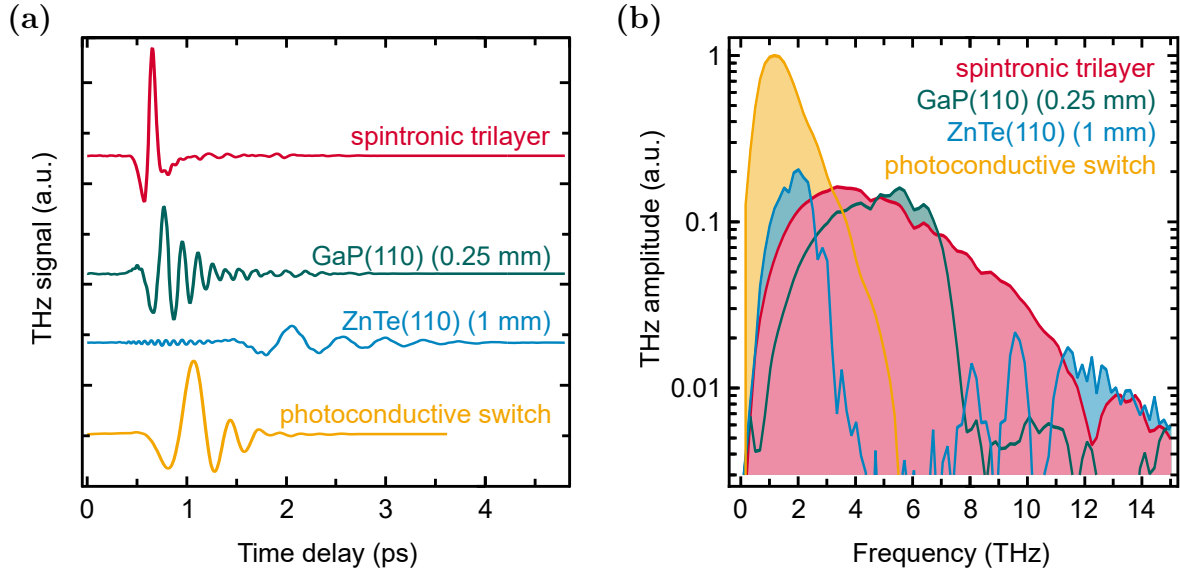 (a)
THz signal (a.u.)
spintronic trilayer
GaP(110) (0.25 mm)
ZnTe(110) (1 mm)
photoconductive switch
0 1 2 3 4
Time delay (ps)
(b)
THz amplitude (a.u.)
1
0.1
0.01
spintronic trilayer
GaP(110) (0.25 mm)
ZnTe(110) (1 mm)
photoconductive switch
0 2 4 6 8 10 12 14
Frequency (THz)